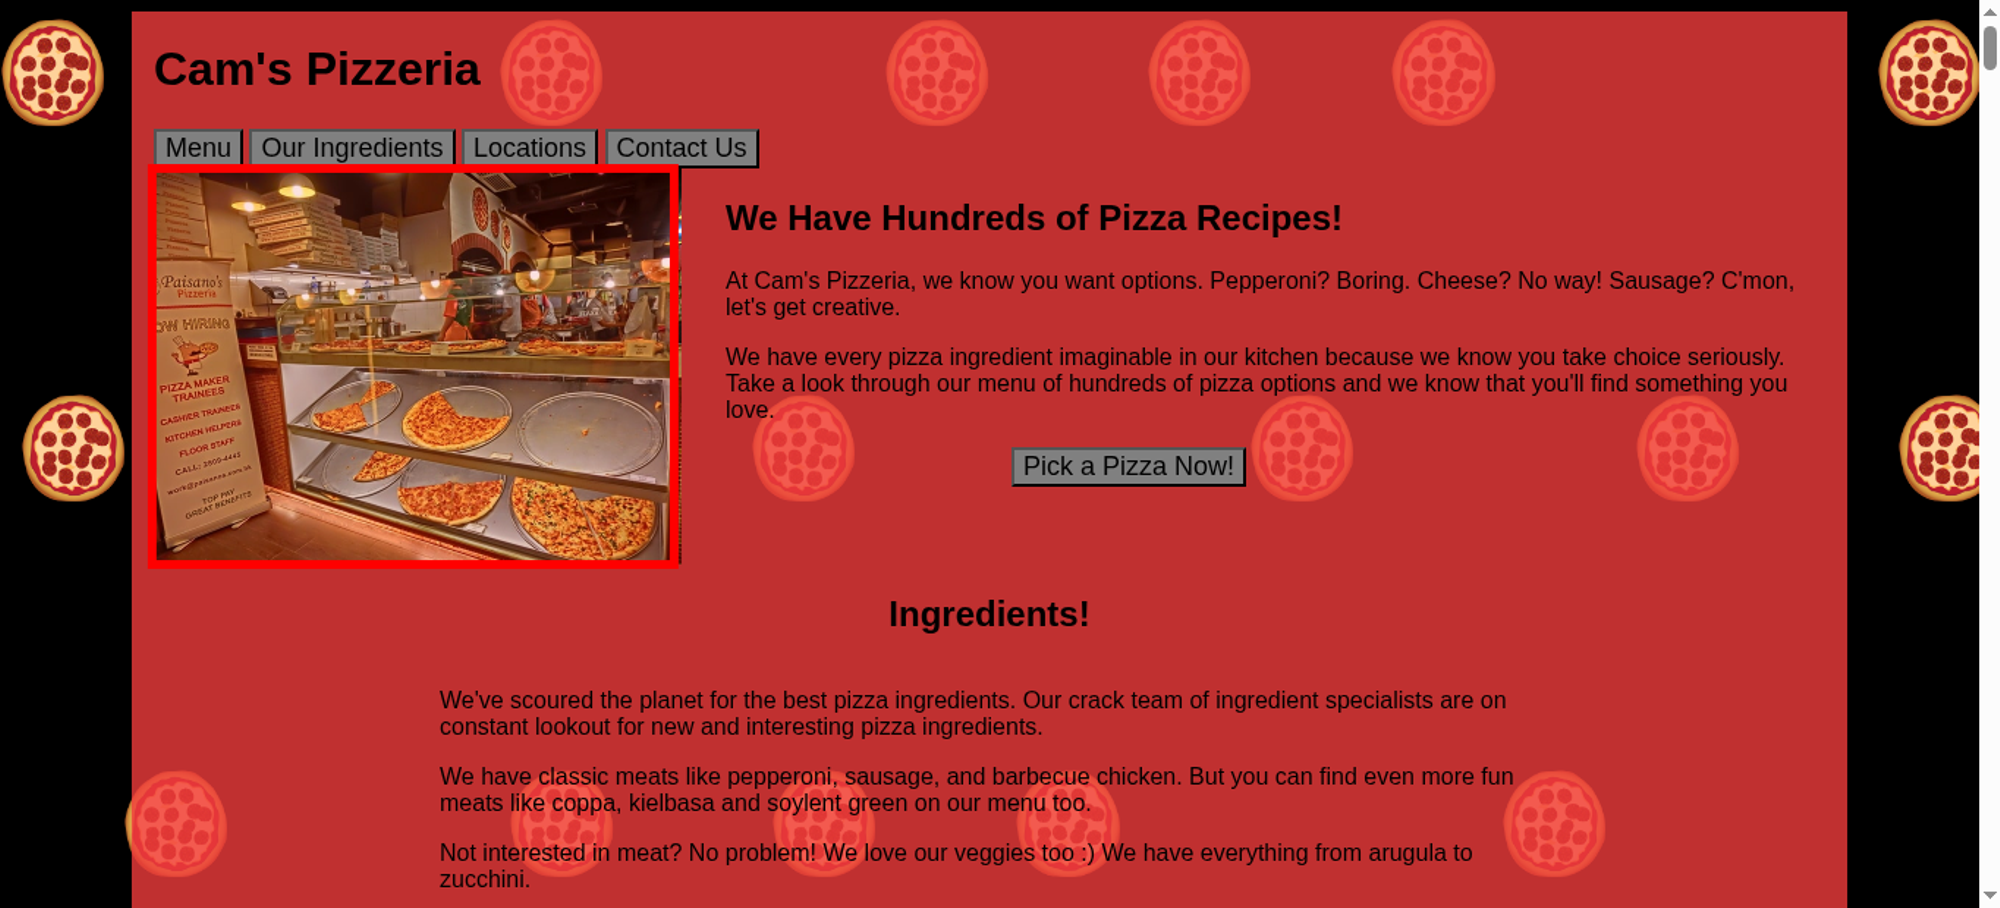 Cam's Pizzeria
Menu
Our Ingredients
Locations
Contact Us
Paisano's
Pizzeria
OW HIRING
PIZZA MAKER
TRAINEES
CASHIER TRAINEES
KITCHEN HELPERS
FLOOR STAFF
TOP PAY
GREAT BENEFITS
We Have Hundreds of Pizza Recipes!
At Cam's Pizzeria, we know you want options. Pepperoni? Boring. Cheese? No way! Sausage? C'mon,
let's get creative.
We have every pizza ingredient imaginable in our kitchen because we know you take choice seriously.
Take a look through our menu of hundreds of pizza options and we know that you'll find something you
love.
Pick a Pizza Now!
Ingredients!
We've scoured the planet for the best pizza ingredients. Our crack team of ingredient specialists are on
constant lookout for new and interesting pizza ingredients.
We have classic meats like pepperoni, sausage, and barbecue chicken. But you can find even more fun
meats like coppa, kielbasa and soylent green on our menu too.
Not interested in meat? No problem! We love our veggies too :) We have everything from arugula to
zucchini.